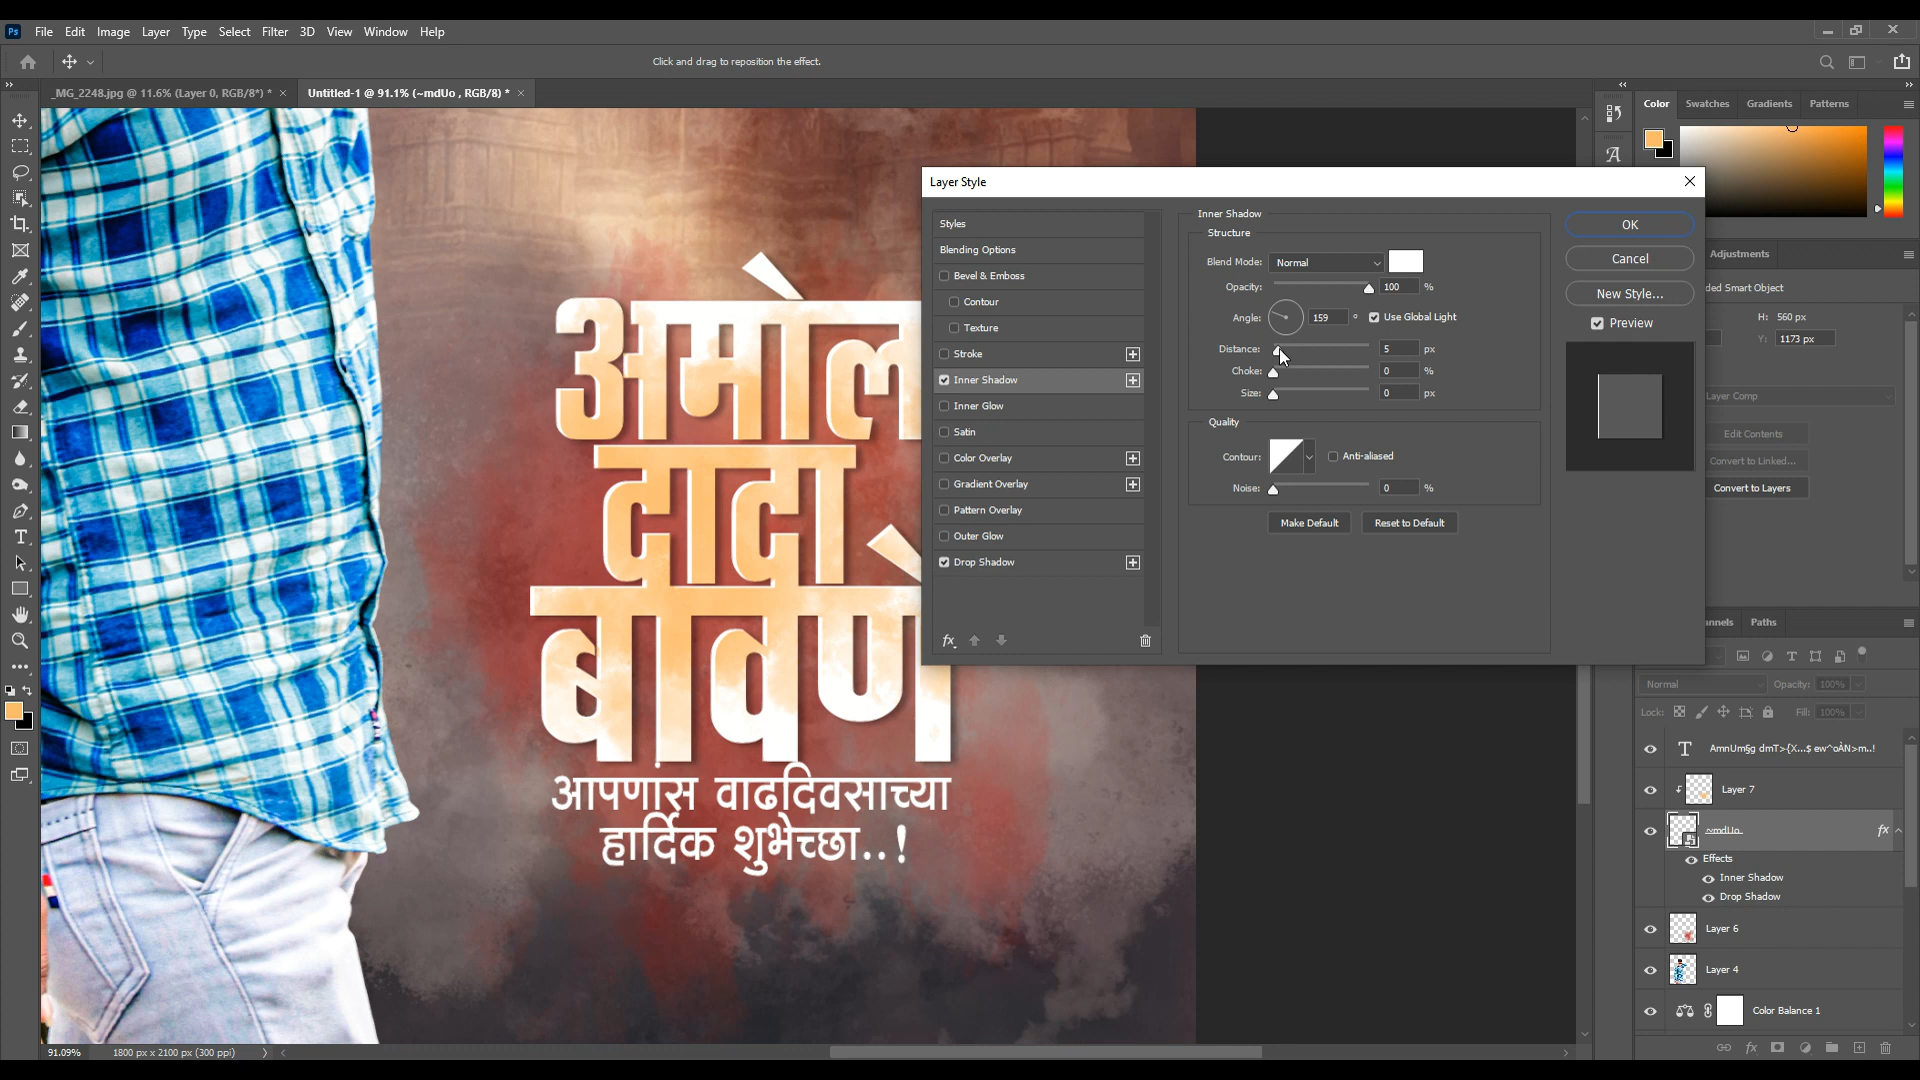 Ps File Edit Image Layer Type Select Filter 3D View Window Help
Click and drag to reposition the effect.
_MG_2248.jpg @ 11.6% (Layer 0, RGB/8*) *
Untitled-1 @ 91.1% (~mdUo , RGB/8) *
अमोल
दादा
बावणे
आपणांस वाढदिवसाच्या
हार्दिक शुभेच्छा..!
91.09%
1800 px x 2100 px (300 ppi)
Layer Style
Styles
Blending Options
Bevel & Emboss
Contour
Texture
Stroke
Inner Shadow
Inner Glow
Satin
Color Overlay
Gradient Overlay
Pattern Overlay
Outer Glow
Drop Shadow
fx
Inner Shadow
Structure
Blend Mode: Normal
Opacity: 100 %
Angle: 159 ° Use Global Light
Distance: 5 px
Choke: 0 %
Size: 0 px
Quality
Contour: Anti-aliased
Noise: 0 %
Make Default Reset to Default
OK
Cancel
New Style...
Preview
Color Swatches Gradients Patterns
Adjustments
Smart Object
H: 560 px
Y: 1173 px
Layer Comp
Edit Contents
Convert to Linked...
Convert to Layers
Paths
Normal Opacity: 100%
Lock: Fill: 100%
AmnUm§g dmT>{X...$ ew^oÀN>m..!
Layer 7
~mdUo fx
Effects
Inner Shadow
Drop Shadow
Layer 6
Layer 4
Color Balance 1
fx